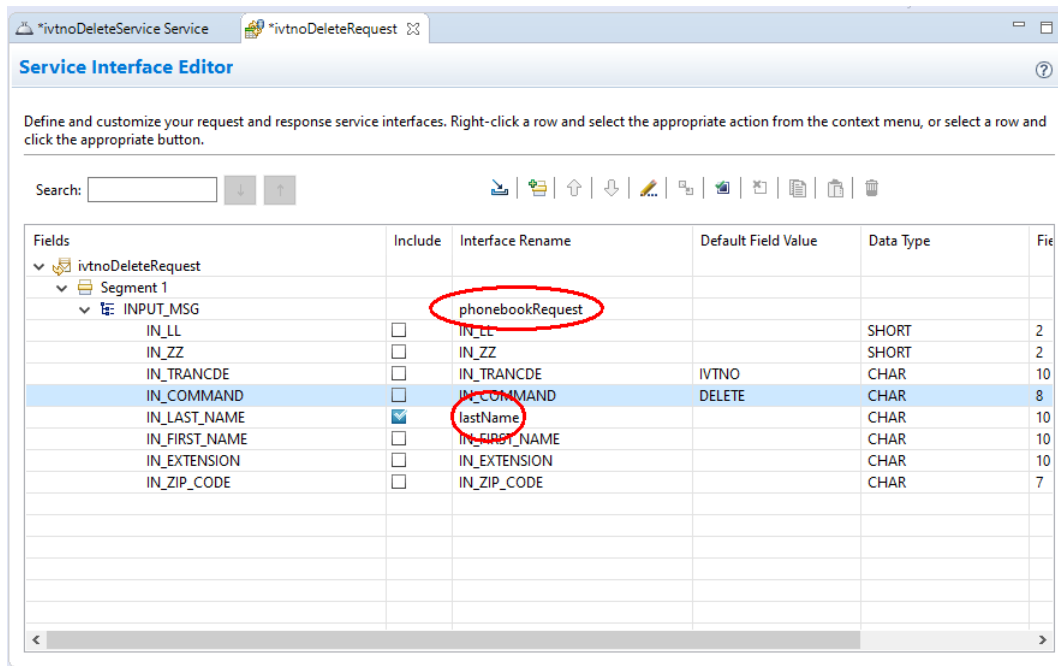 *ivtnoDeleteService Service *ivtnoDeleteRequest
Service Interface Editor
Define and customize your request and response service interfaces. Right-click a row and select the appropriate action from the context menu, or select a row and
click the appropriate button.
Search:
Fields Include Interface Rename Default Field Value Data Type Fie
ivtnoDeleteRequest
Segment 1
INPUT_MSG phonebookRequest
IN_LL IN_LL SHORT 2
IN_ZZ IN_ZZ SHORT 2
IN_TRANCDE IN_TRANCDE IVTNO CHAR 10
IN_COMMAND IN_COMMAND DELETE CHAR 8
IN_LAST_NAME lastName CHAR 10
IN_FIRST_NAME IN_FIRST_NAME CHAR 10
IN_EXTENSION IN_EXTENSION CHAR 10
IN_ZIP_CODE IN_ZIP_CODE CHAR 7